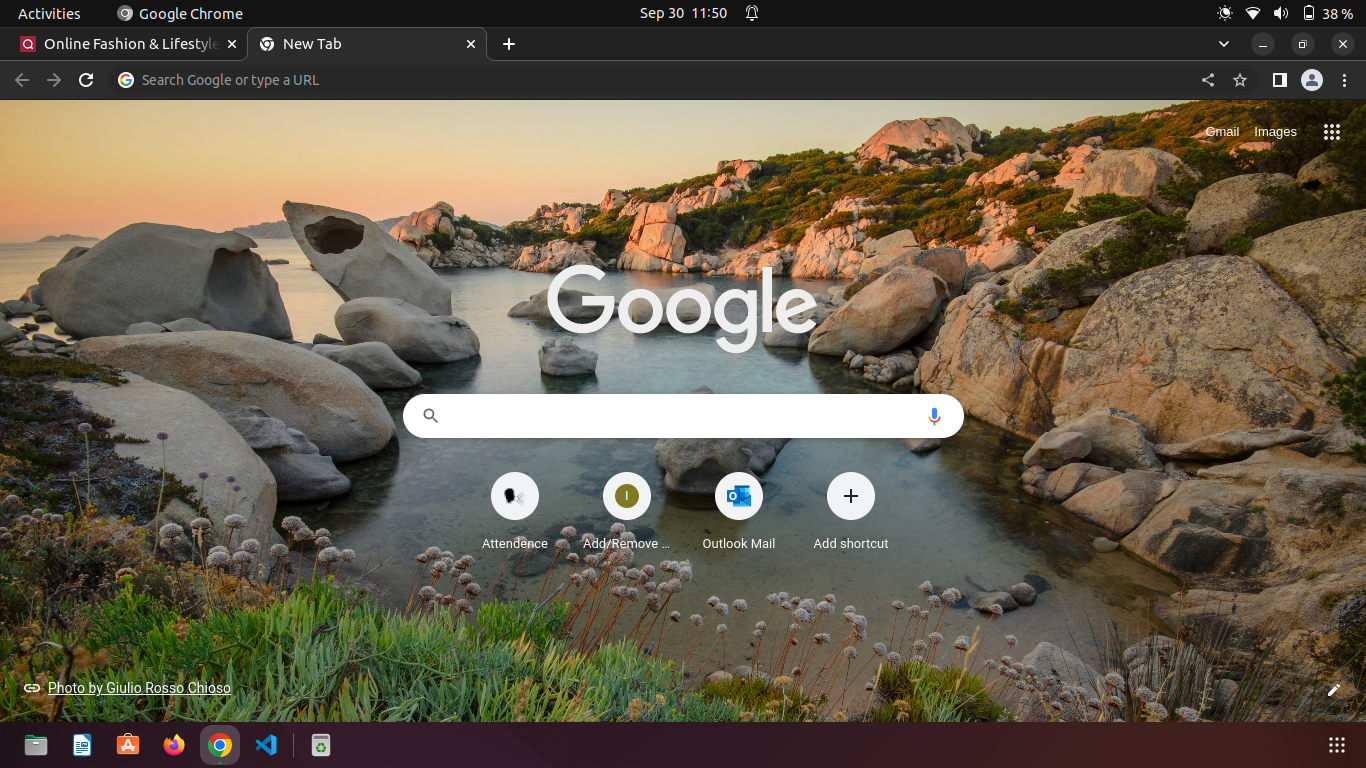 Activities
Google Chrome
Sep 30 11:50
38 %
Online Fashion & Lifestyle
New Tab
Search Google or type a URL
Gmail
Images
Google
Attendence
I
Add/Remove ...
Outlook Mail
Add shortcut
Photo by Giulio Rosso Chioso